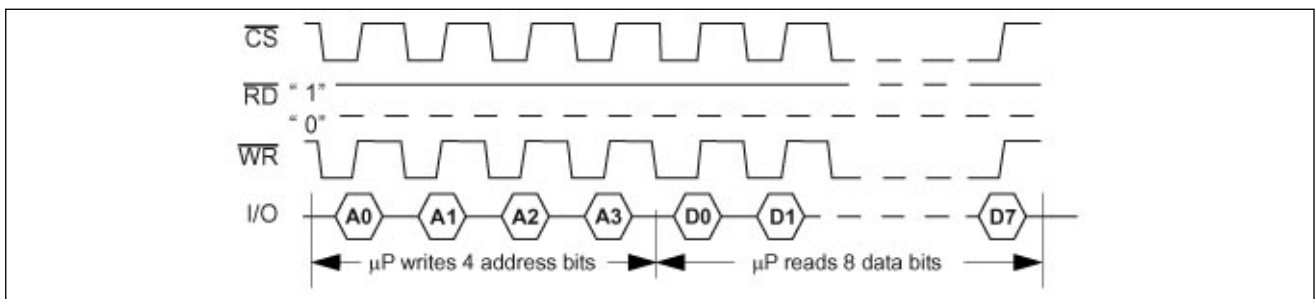 CS
RD “ 1”
“ 0”
WR
I/O A0 A1 A2 A3 D0 D1 D7
μP writes 4 address bits μP reads 8 data bits